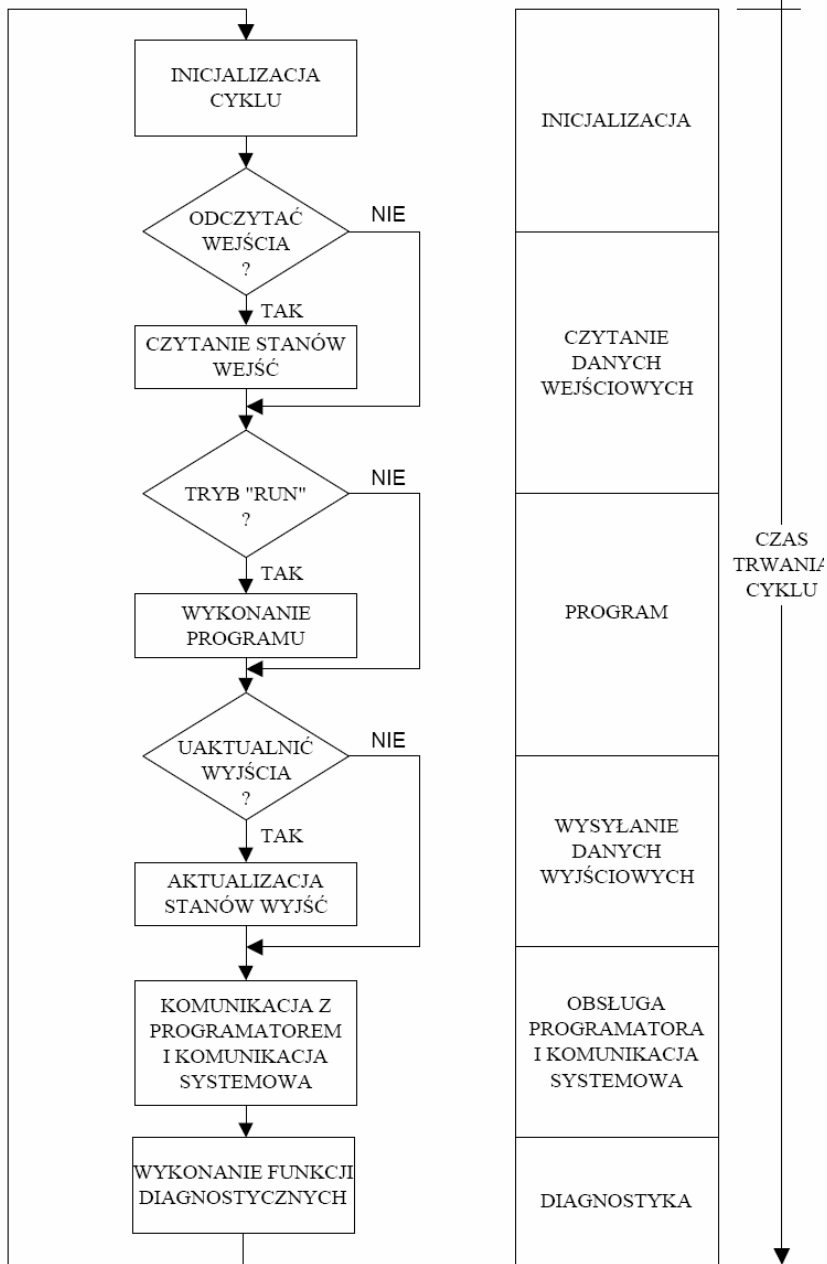 INICJALIZACJA
CYKLU
ODCZYTAĆ
WEJŚCIA
?
NIE
TAK
CZYTANIE STANÓW
WEJŚĆ
TRYB "RUN"
?
NIE
TAK
WYKONANIE
PROGRAMU
UAKTUALNIĆ
WYJŚCIA
?
NIE
TAK
AKTUALIZACJA
STANÓW WYJŚĆ
KOMUNIKACJA Z
PROGRAMATOREM
I KOMUNIKACJA
SYSTEMOWA
WYKONANIE FUNKCJI
DIAGNOSTYCZNYCH
INICJALIZACJA
CZYTANIE
DANYCH
WEJŚCIOWYCH
PROGRAM
WYSYŁANIE
DANYCH
WYJŚCIOWYCH
OBSŁUGA
PROGRAMATORA
I KOMUNIKACJA
SYSTEMOWA
DIAGNOSTYKA
CZAS
TRWANIA
CYKLU